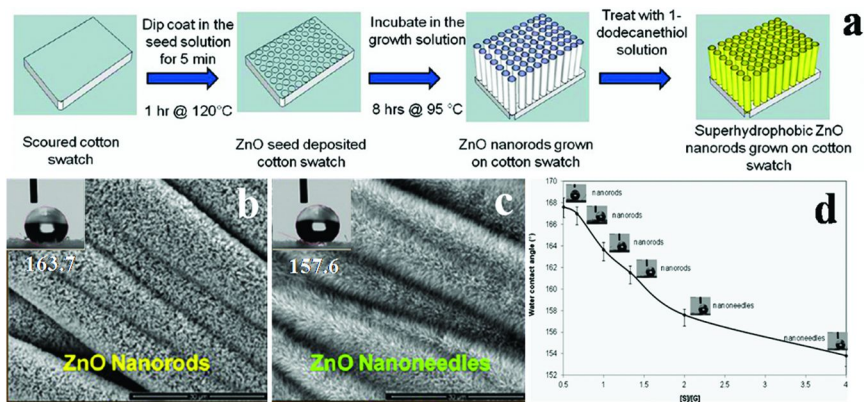 Dip coat in the
seed solution
for 5 min
1 hr @ 120°C
Incubate in the
growth solution
8 hrs @ 95 °C
Treat with 1-
dodecanethiol
solution
a
Scoured cotton
swatch
ZnO seed deposited
cotton swatch
ZnO nanorods grown
on cotton swatch
Superhydrophobic ZnO
nanorods grown on cotton
swatch
b
163.7
ZnO Nanorods
c
157.6
ZnO Nanoneedles
d
Water contact angle (°)
170
168
166
164
162
160
158
156
154
152
nanorods
nanorods
nanorods
nanorods
nanoneedles
nanoneedles
0.5
1
1.5
2
2.5
3
3.5
4
[S]/[G]